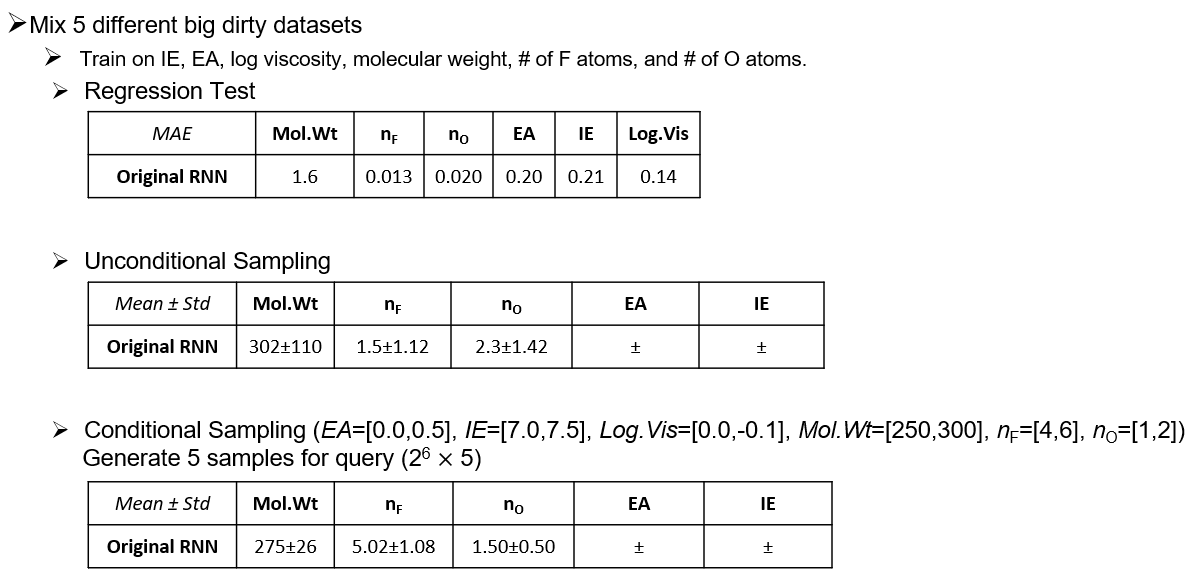 ➢Mix 5 different big dirty datasets
➢ Train on IE, EA, log viscosity, molecular weight, # of F atoms, and # of O atoms.
➢ Regression Test
MAE Mol.Wt n_F n_O EA IE Log.Vis
Original RNN 1.6 0.013 0.020 0.20 0.21 0.14
➢ Unconditional Sampling
Mean ± Std Mol.Wt n_F n_O EA IE
Original RNN 302±110 1.5±1.12 2.3±1.42 ± ±
➢ Conditional Sampling (EA=[0.0,0.5], IE=[7.0,7.5], Log.Vis=[0.0,-0.1], Mol.Wt=[250,300], n_F=[4,6], n_O=[1,2])
Generate 5 samples for query (2⁶ × 5)
Mean ± Std Mol.Wt n_F n_O EA IE
Original RNN 275±26 5.02±1.08 1.50±0.50 ± ±